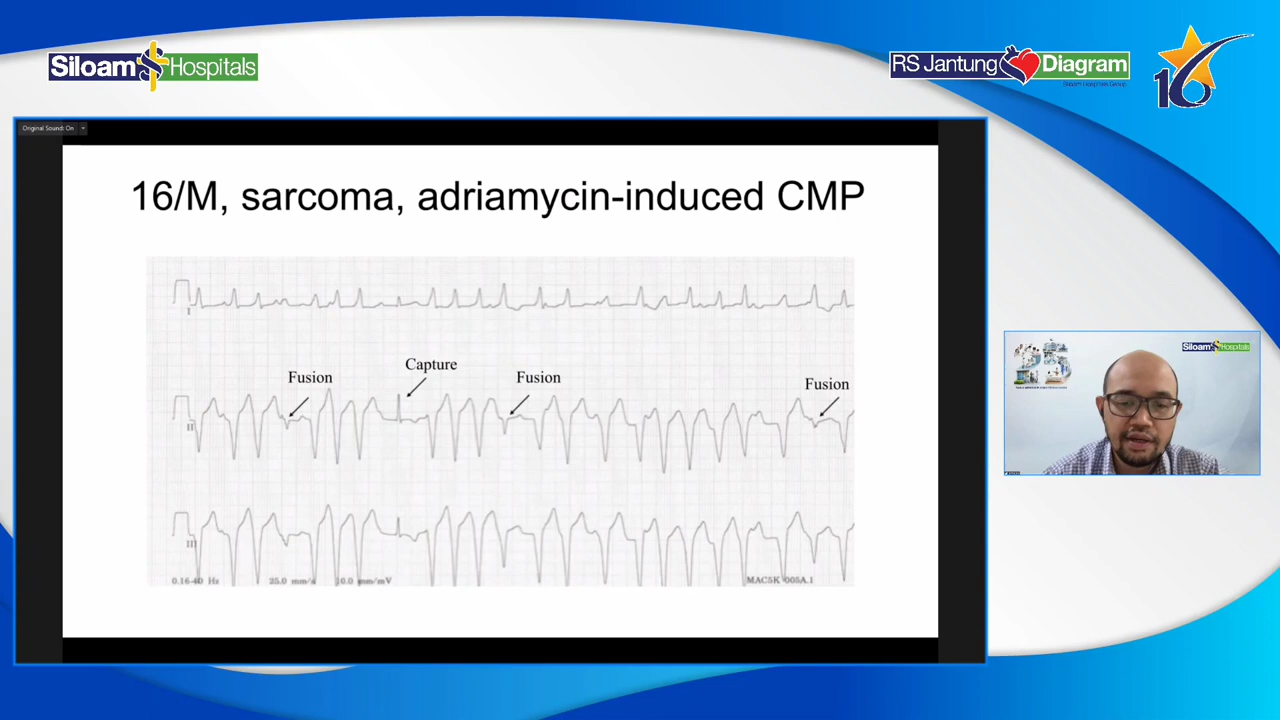 Siloam Hospitals
RS Jantung Diagram
Siloam Hospitals Group
16
Original Sound: On
16/M, sarcoma, adriamycin-induced CMP
I
Capture
Fusion
Fusion
Fusion
II
III
0.16-40 Hz
25.0 mm/s
10.0 mm/mV
MAC5K 005A.1
Siloam Hospitals
25